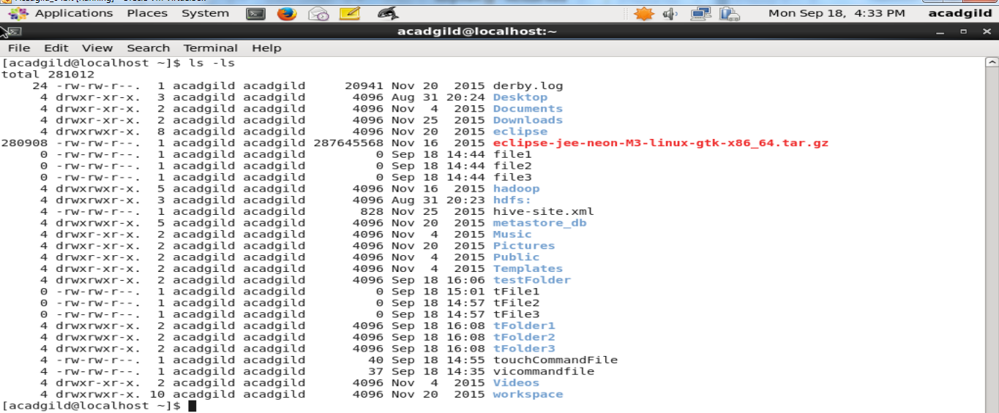 Applications Places System Mon Sep 18, 4:33 PM acadgild
acadgild@localhost:~
File Edit View Search Terminal Help
[acadgild@localhost ~]$ ls -ls
total 281012
24 -rw-rw-r--. 1 acadgild acadgild 20941 Nov 20 2015 derby.log
4 drwxr-xr-x. 3 acadgild acadgild 4096 Aug 31 20:24 Desktop
4 drwxr-xr-x. 2 acadgild acadgild 4096 Nov 4 2015 Documents
4 drwxr-xr-x. 2 acadgild acadgild 4096 Nov 25 2015 Downloads
4 drwxrwxr-x. 8 acadgild acadgild 4096 Nov 20 2015 eclipse
280908 -rw-rw-r--. 1 acadgild acadgild 287645568 Nov 16 2015 eclipse-jee-neon-M3-linux-gtk-x86_64.tar.gz
0 -rw-rw-r--. 1 acadgild acadgild 0 Sep 18 14:44 file1
0 -rw-rw-r--. 1 acadgild acadgild 0 Sep 18 14:44 file2
0 -rw-rw-r--. 1 acadgild acadgild 0 Sep 18 14:44 file3
4 drwxrwxr-x. 5 acadgild acadgild 4096 Nov 16 2015 hadoop
4 drwxrwxr-x. 3 acadgild acadgild 4096 Aug 31 20:23 hdfs:
4 -rw-rw-r--. 1 acadgild acadgild 828 Nov 25 2015 hive-site.xml
4 drwxrwxr-x. 5 acadgild acadgild 4096 Nov 20 2015 metastore_db
4 drwxr-xr-x. 2 acadgild acadgild 4096 Nov 4 2015 Music
4 drwxr-xr-x. 2 acadgild acadgild 4096 Nov 20 2015 Pictures
4 drwxr-xr-x. 2 acadgild acadgild 4096 Nov 4 2015 Public
4 drwxr-xr-x. 2 acadgild acadgild 4096 Nov 4 2015 Templates
4 drwxrwxr-x. 2 acadgild acadgild 4096 Sep 18 16:06 testFolder
0 -rw-rw-r--. 1 acadgild acadgild 0 Sep 18 15:01 tFile1
0 -rw-rw-r--. 1 acadgild acadgild 0 Sep 18 14:57 tFile2
0 -rw-rw-r--. 1 acadgild acadgild 0 Sep 18 14:57 tFile3
4 drwxrwxr-x. 2 acadgild acadgild 4096 Sep 18 16:08 tFolder1
4 drwxrwxr-x. 2 acadgild acadgild 4096 Sep 18 16:08 tFolder2
4 drwxrwxr-x. 2 acadgild acadgild 4096 Sep 18 16:08 tFolder3
4 -rw-rw-r--. 1 acadgild acadgild 40 Sep 18 14:55 touchCommandFile
4 -rw-rw-r--. 1 acadgild acadgild 37 Sep 18 14:35 vicommandfile
4 drwxr-xr-x. 2 acadgild acadgild 4096 Nov 4 2015 Videos
4 drwxrwxr-x. 10 acadgild acadgild 4096 Nov 20 2015 workspace
[acadgild@localhost ~]$